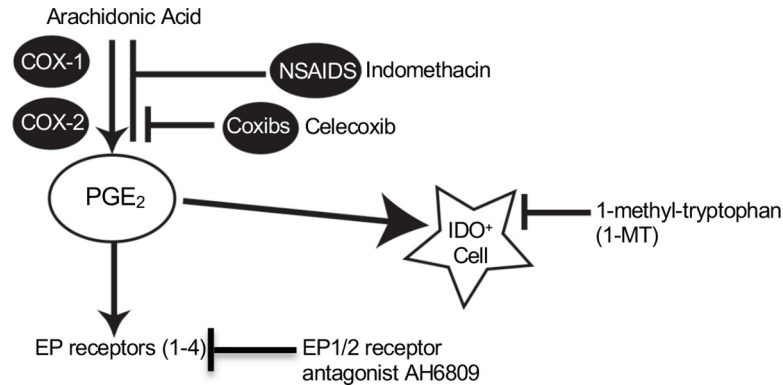 Arachidonic Acid
COX-1
NSAIDS Indomethacin
COX-2
Coxibs Celecoxib
PGE₂
IDO⁺
Cell
1-methyl-tryptophan
(1-MT)
EP receptors (1-4)
EP1/2 receptor
antagonist AH6809